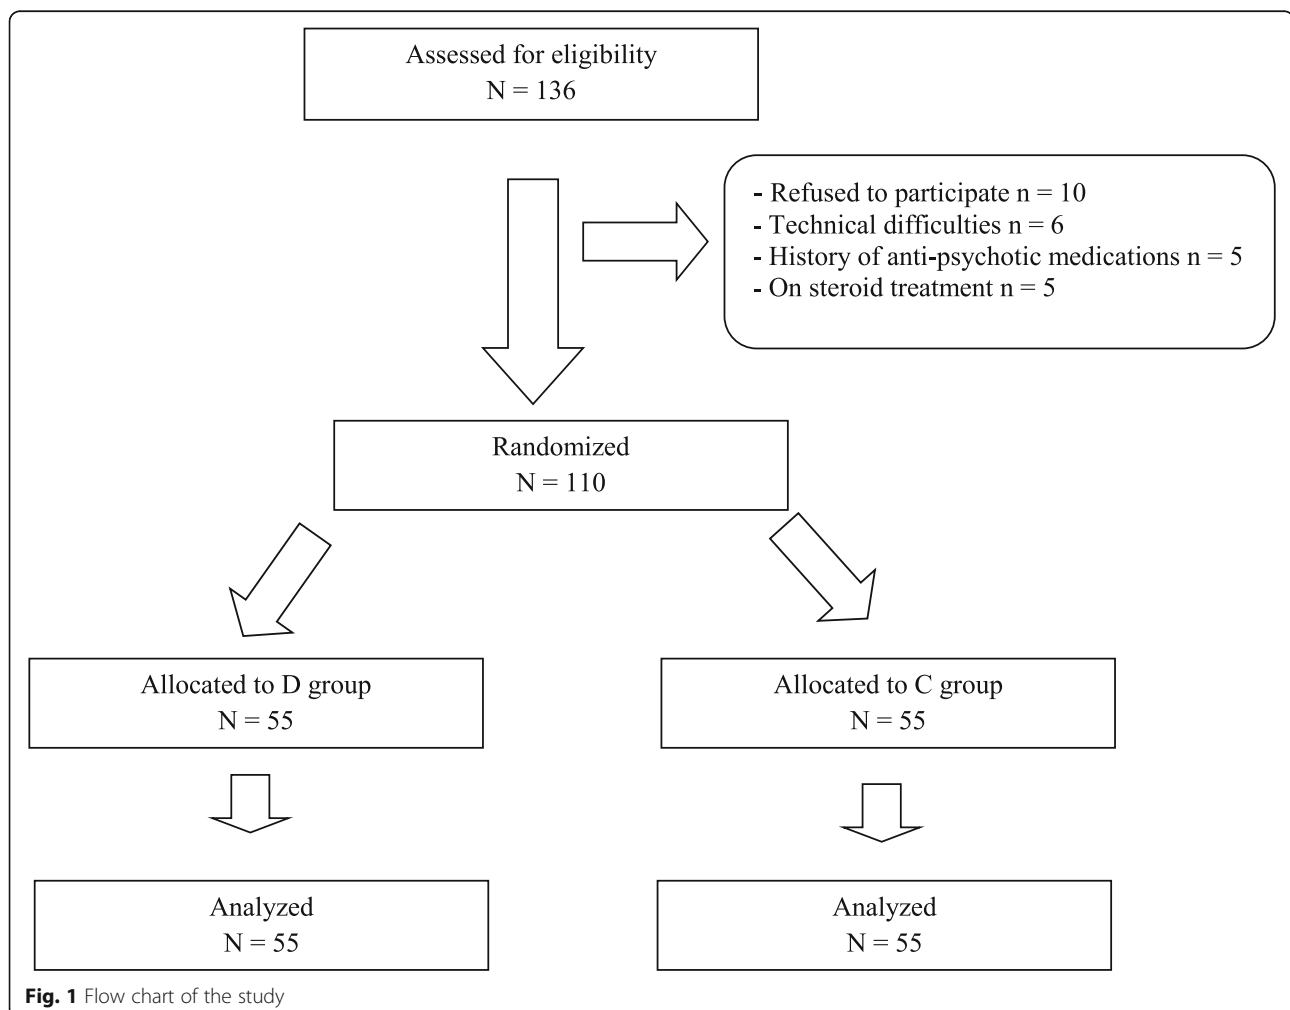 Assessed for eligibility
N = 136
- Refused to participate n = 10
- Technical difficulties n = 6
- History of anti-psychotic medications n = 5
- On steroid treatment n = 5
Randomized
N = 110
Allocated to D group
N = 55
Allocated to C group
N = 55
Analyzed
N = 55
Analyzed
N = 55
Fig. 1 Flow chart of the study